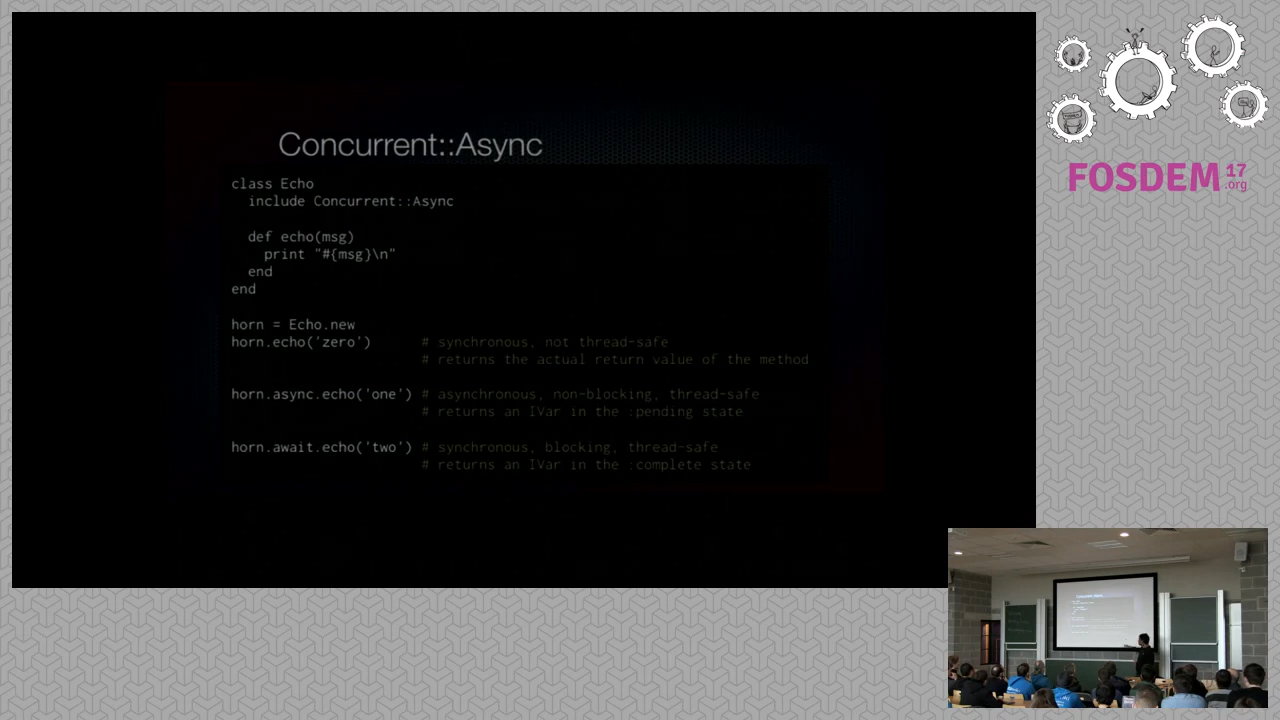 Concurrent::Async
class Echo
  include Concurrent::Async
  def echo(msg)
    print "#{msg}\n"
  end
end
horn = Echo.new
horn.echo('zero')      # synchronous, not thread-safe
                       # returns the actual return value of the method
horn.async.echo('one') # asynchronous, non-blocking, thread-safe
                       # returns an IVar in the :pending state
horn.await.echo('two') # synchronous, blocking, thread-safe
                       # returns an IVar in the :complete state
FOSDEM 17
.org